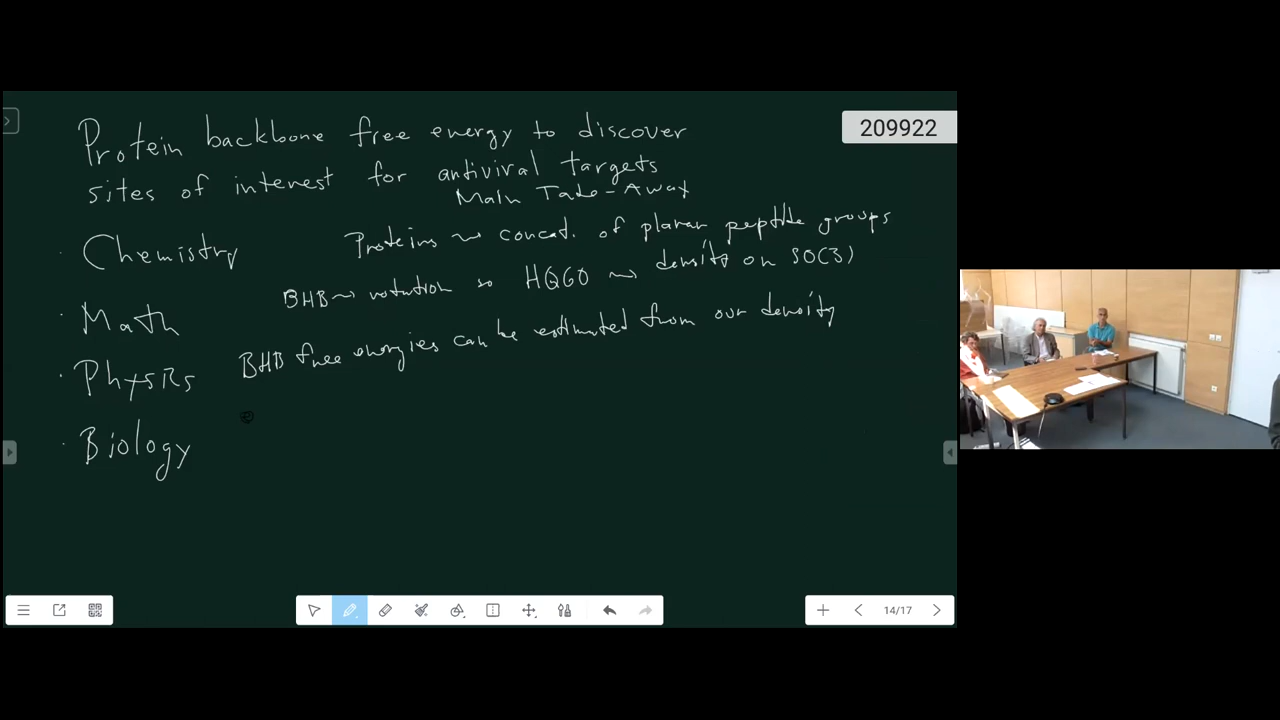 Protein backbone free energy to discover
209922
sites of interest for antiviral targets
Main Take-Away
· Chemistry
Proteins ~> concat. of planar peptide groups
BHB ~> rotation so HQ60 ~> density on SO(3)
· Math
BHB free energies can be estimated from our density
· Physics
· Biology
14/17